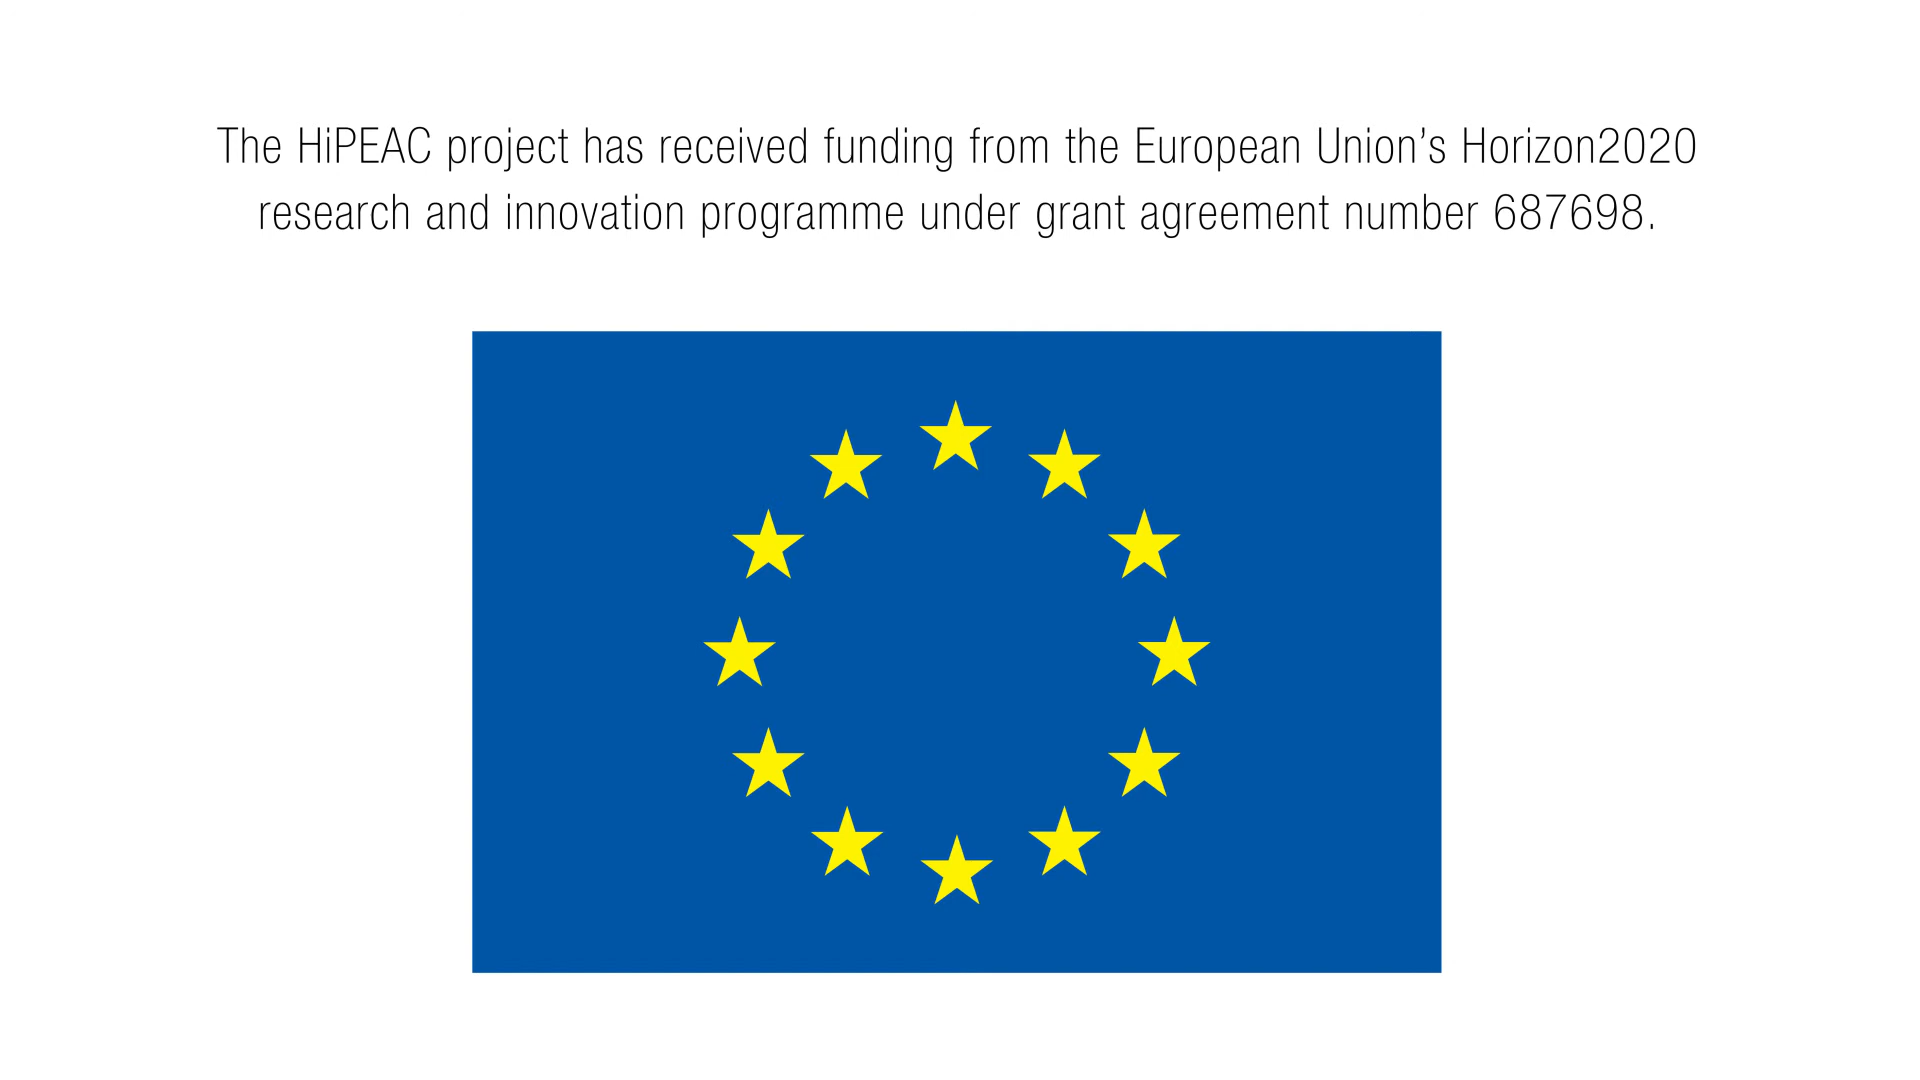 The HiPEAC project has received funding from the European Union’s Horizon2020
research and innovation programme under grant agreement number 687698.